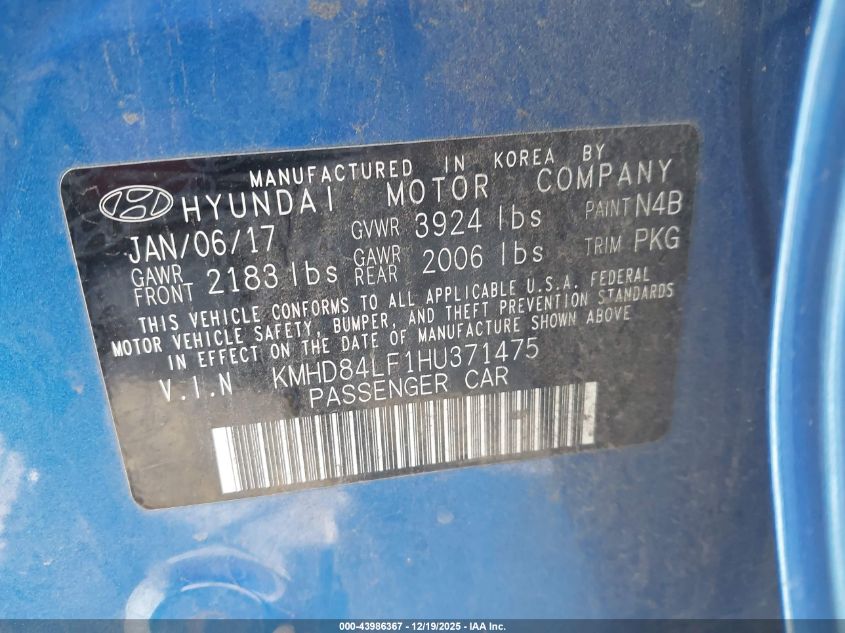 MANUFACTURED IN KOREA BY
HYUNDAI MOTOR COMPANY
JAN/06/17 GVWR 3924 lbs PAINT N4B
GAWR FRONT 2183 lbs GAWR REAR 2006 lbs TRIM PKG
THIS VEHICLE CONFORMS TO ALL APPLICABLE U.S.A. FEDERAL
MOTOR VEHICLE SAFETY, BUMPER, AND THEFT PREVENTION STANDARDS
IN EFFECT ON THE DATE OF MANUFACTURE SHOWN ABOVE
V.I.N KMHD84LF1HU371475
PASSENGER CAR
000-43986367 - 12/19/2025 - IAA Inc.